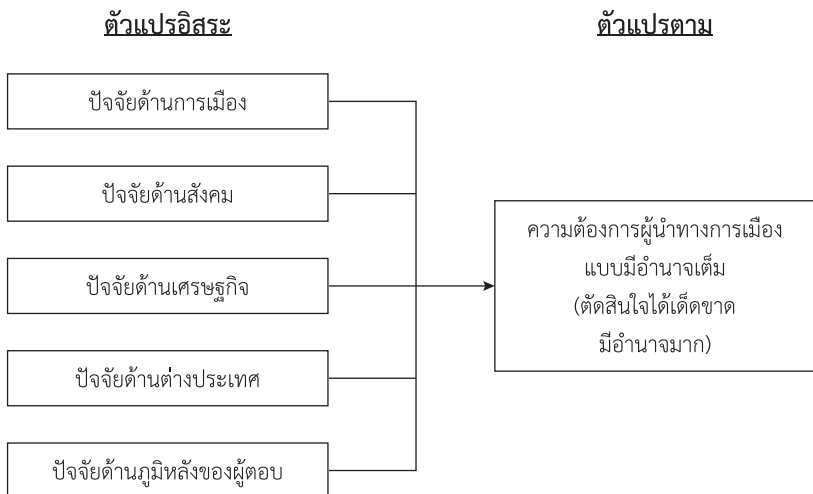 ตัวแปรอิสระ
ตัวแปรตาม
ปัจจัยด้านการเมือง
ปัจจัยด้านสังคม
ปัจจัยด้านเศรษฐกิจ
ปัจจัยด้านต่างประเทศ
ปัจจัยด้านภูมิหลังของผู้ตอบ
ความต้องการผู้นำทางการเมือง
แบบมีอำนาจเต็ม
(ตัดสินใจได้เด็ดขาด
มีอำนาจมาก)